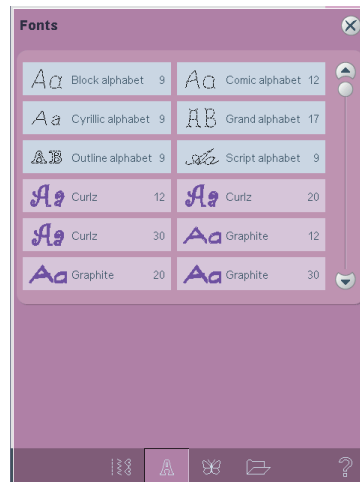 Fonts
Aa Block alphabet 9 Aa Comic alphabet 12
Aa Cyrillic alphabet 9 AB Grand alphabet 17
AB Outline alphabet 9 Aa Script alphabet 9
Aa Curlz 12 Aa Curlz 20
Aa Curlz 30 Aa Graphite 12
Aa Graphite 20 Aa Graphite 30
A ?